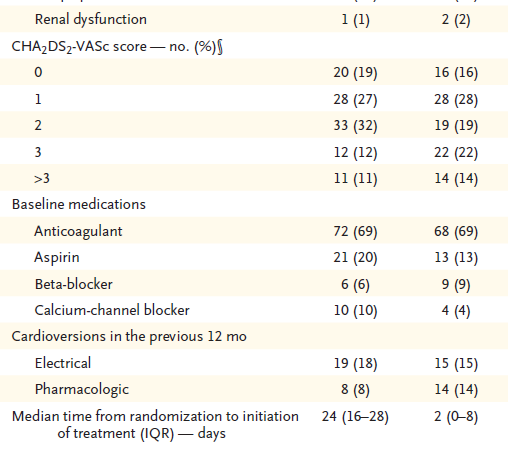 Renal dysfunction 1 (1) 2 (2)
CHA₂DS₂-VASc score — no. (%)§
0 20 (19) 16 (16)
1 28 (27) 28 (28)
2 33 (32) 19 (19)
3 12 (12) 22 (22)
>3 11 (11) 14 (14)
Baseline medications
Anticoagulant 72 (69) 68 (69)
Aspirin 21 (20) 13 (13)
Beta-blocker 6 (6) 9 (9)
Calcium-channel blocker 10 (10) 4 (4)
Cardioversions in the previous 12 mo
Electrical 19 (18) 15 (15)
Pharmacologic 8 (8) 14 (14)
Median time from randomization to initiation 24 (16–28) 2 (0–8)
of treatment (IQR) — days